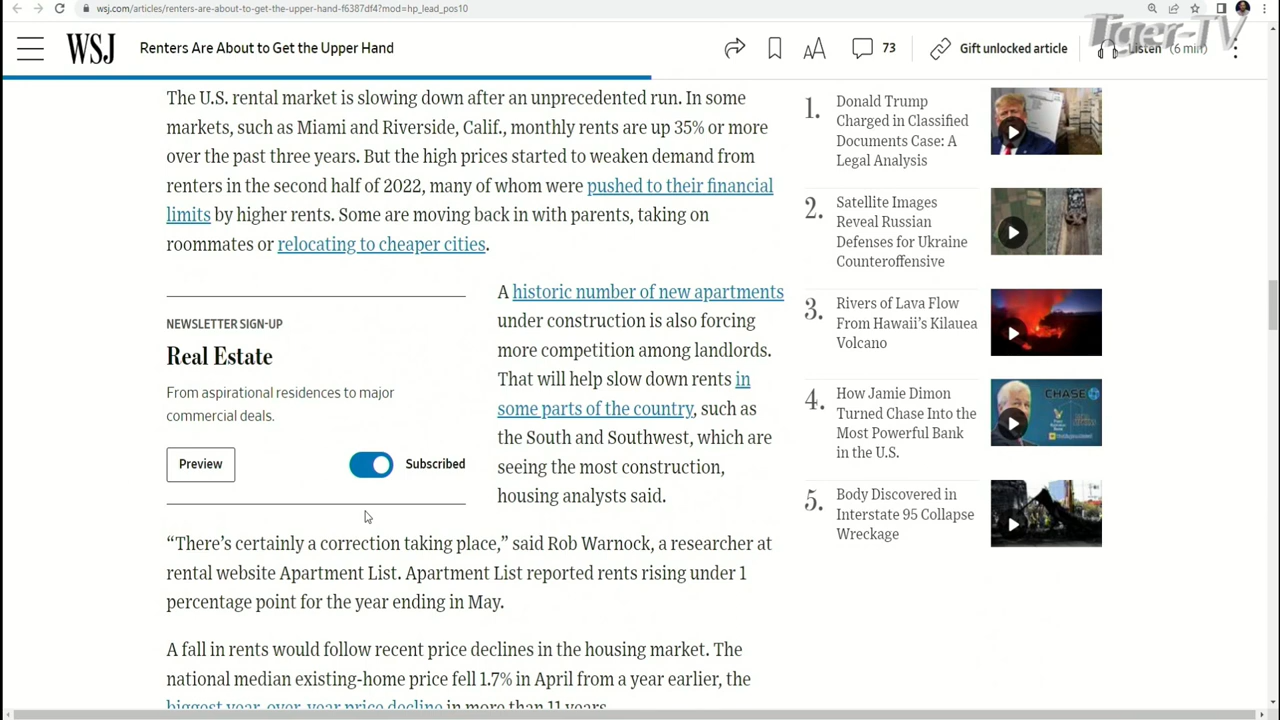 wsj.com/articles/renters-are-about-to-get-the-upper-hand-f6387df4?mod=hp_lead_pos10
Tiger-TV
WSJ
Renters Are About to Get the Upper Hand
AA
73
Gift unlocked article
Listen (6 min)
The U.S. rental market is slowing down after an unprecedented run. In some
markets, such as Miami and Riverside, Calif., monthly rents are up 35% or more
over the past three years. But the high prices started to weaken demand from
renters in the second half of 2022, many of whom were pushed to their financial
limits by higher rents. Some are moving back in with parents, taking on
roommates or relocating to cheaper cities.
NEWSLETTER SIGN-UP
Real Estate
From aspirational residences to major
commercial deals.
Preview
Subscribed
A historic number of new apartments
under construction is also forcing
more competition among landlords.
That will help slow down rents in
some parts of the country, such as
the South and Southwest, which are
seeing the most construction,
housing analysts said.
“There’s certainly a correction taking place,” said Rob Warnock, a researcher at
rental website Apartment List. Apartment List reported rents rising under 1
percentage point for the year ending in May.
A fall in rents would follow recent price declines in the housing market. The
national median existing-home price fell 1.7% in April from a year earlier, the
biggest year-over-year price decline in more than 11 years.
1.
Donald Trump
Charged in Classified
Documents Case: A
Legal Analysis
2.
Satellite Images
Reveal Russian
Defenses for Ukraine
Counteroffensive
3.
Rivers of Lava Flow
From Hawaii’s Kilauea
Volcano
4.
How Jamie Dimon
Turned Chase Into the
Most Powerful Bank
in the U.S.
CHASE
5.
Body Discovered in
Interstate 95 Collapse
Wreckage